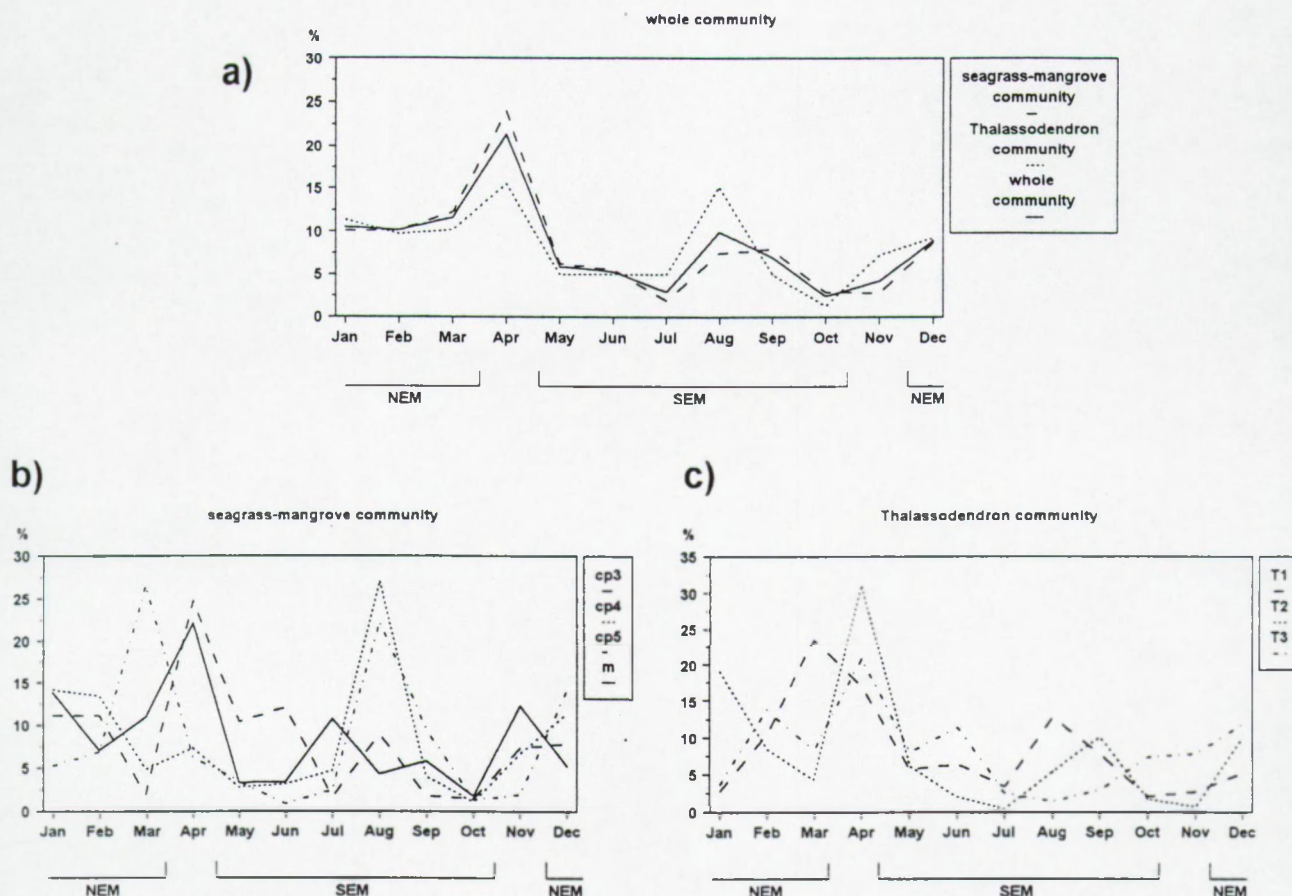 whole community
%
a)
30
25
20
15
10
5
0
Jan Feb Mar Apr May Jun Jul Aug Sep Oct Nov Dec
NEM SEM NEM
seagrass-mangrove
community
Thalassodendron
community
whole
community
b)
seagrass-mangrove community
%
30
25
20
15
10
5
0
Jan Feb Mar Apr May Jun Jul Aug Sep Oct Nov Dec
NEM SEM NEM
cp3
cp4
cp5
m
c)
Thalassodendron community
%
35
30
25
20
15
10
5
0
Jan Feb Mar Apr May Jun Jul Aug Sep Oct Nov Dec
NEM SEM NEM
T1
T2
T3